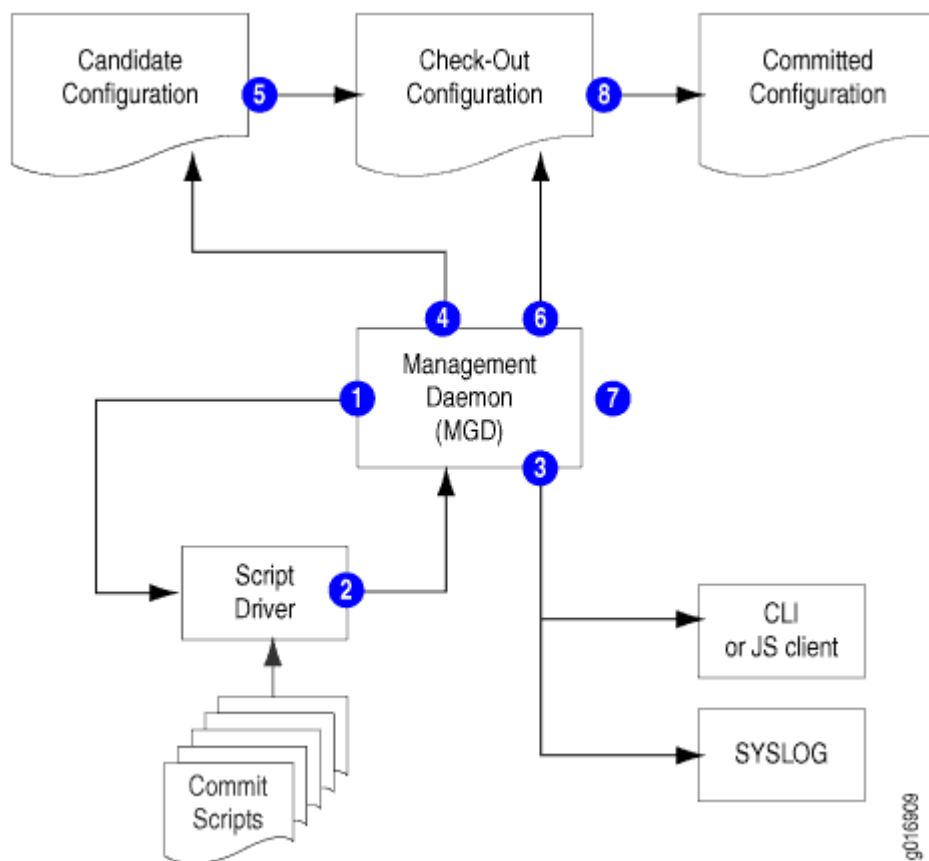 Candidate
Configuration
5
Check-Out
Configuration
8
Committed
Configuration
4
6
Management
Daemon
(MGD)
1
7
3
Script
Driver
2
CLI
or JS client
SYSLOG
Commit
Scripts
g016909